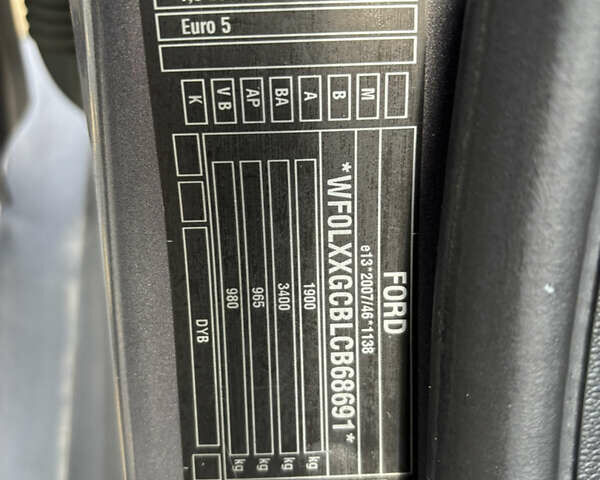 Euro 5
FORD
e13*2007/46*1138
*WF0LXXGCBLCB68691*
1900 kg
3400 kg
965 kg
980 kg
DYB
M
B
A
BA
AP
V B
K